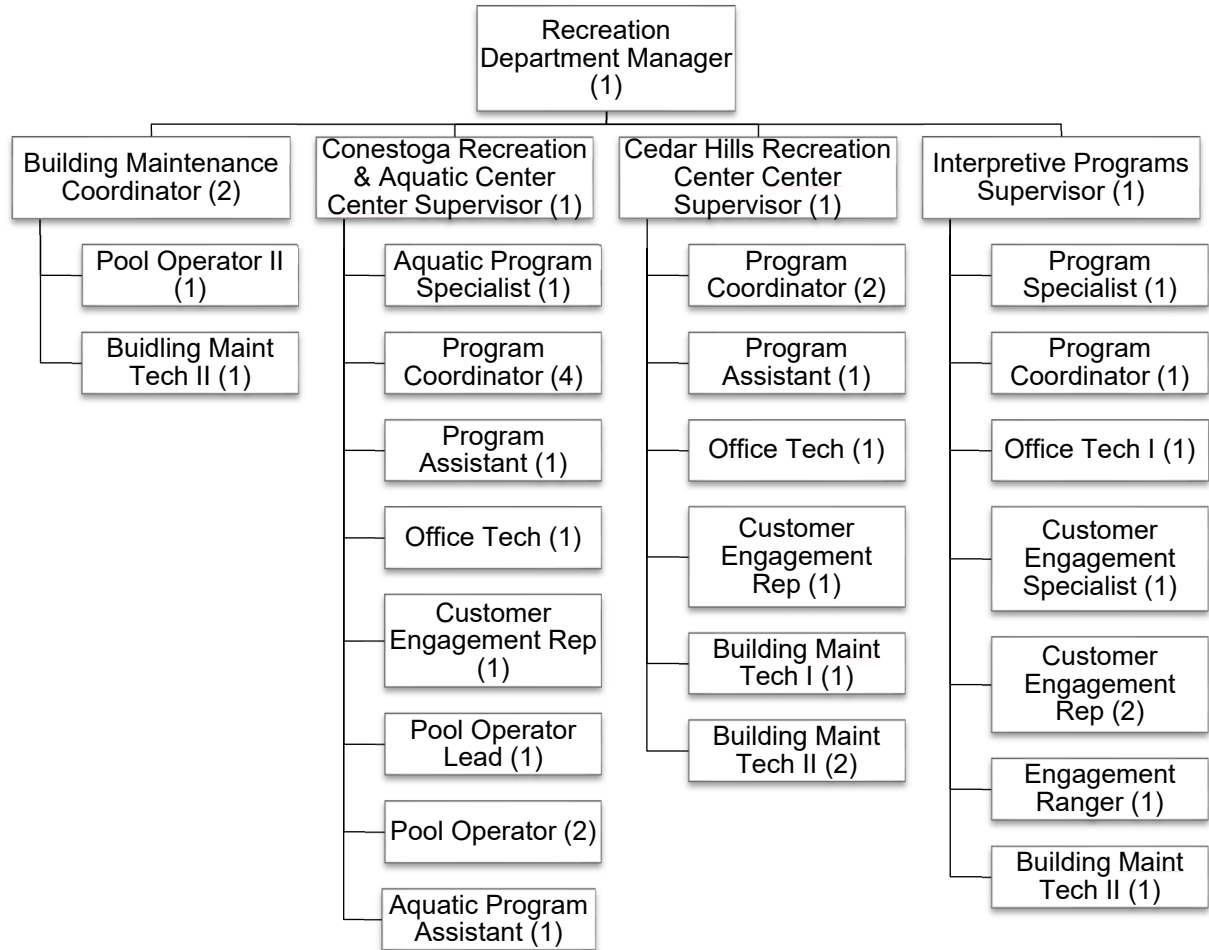 Recreation
Department Manager
(1)
Building Maintenance
Coordinator (2)
Pool Operator II
(1)
Buidling Maint
Tech II (1)
Conestoga Recreation
& Aquatic Center
Center Supervisor (1)
Aquatic Program
Specialist (1)
Program
Coordinator (4)
Program
Assistant (1)
Office Tech (1)
Customer
Engagement Rep
(1)
Pool Operator
Lead (1)
Pool Operator (2)
Aquatic Program
Assistant (1)
Cedar Hills Recreation
Center Center
Supervisor (1)
Program
Coordinator (2)
Program
Assistant (1)
Office Tech (1)
Customer
Engagement
Rep (1)
Building Maint
Tech I (1)
Building Maint
Tech II (2)
Interpretive Programs
Supervisor (1)
Program
Specialist (1)
Program
Coordinator (1)
Office Tech I (1)
Customer
Engagement
Specialist (1)
Customer
Engagement
Rep (2)
Engagement
Ranger (1)
Building Maint
Tech II (1)